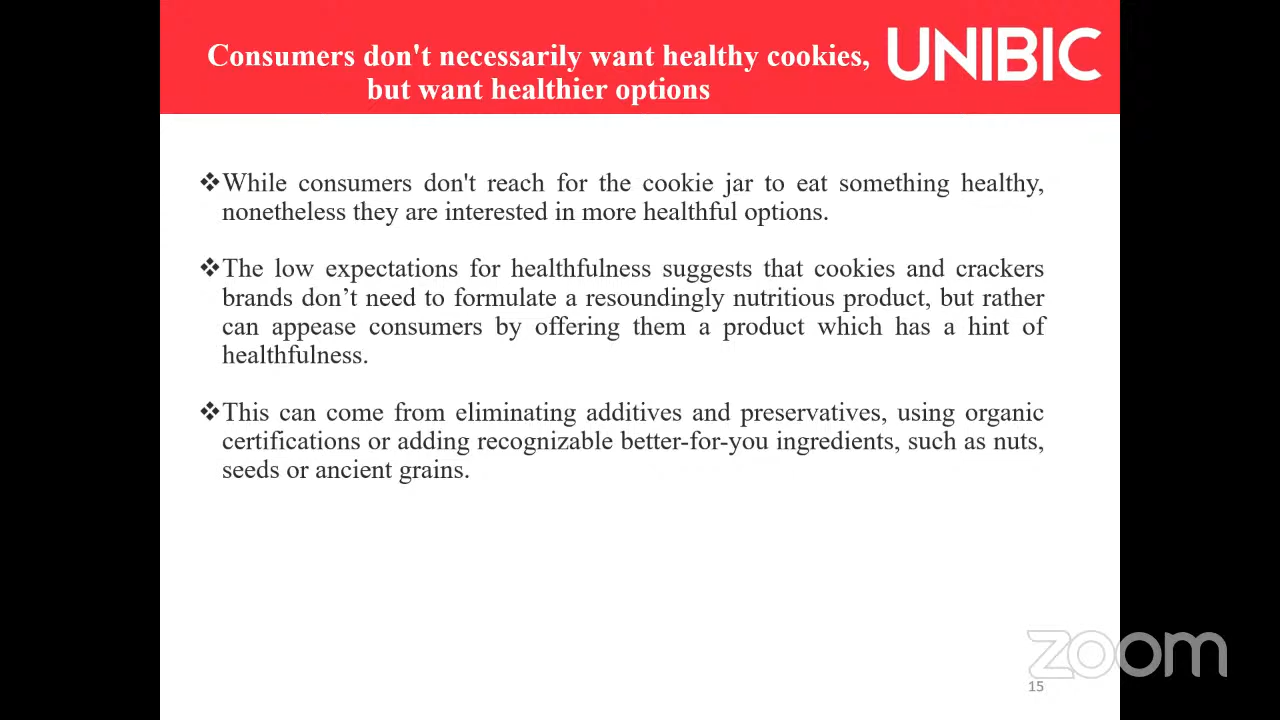 Consumers don't necessarily want healthy cookies,
but want healthier options
UNIBIC
❖While consumers don't reach for the cookie jar to eat something healthy,
nonetheless they are interested in more healthful options.
❖The low expectations for healthfulness suggests that cookies and crackers
brands don’t need to formulate a resoundingly nutritious product, but rather
can appease consumers by offering them a product which has a hint of
healthfulness.
❖This can come from eliminating additives and preservatives, using organic
certifications or adding recognizable better-for-you ingredients, such as nuts,
seeds or ancient grains.
zoom
15